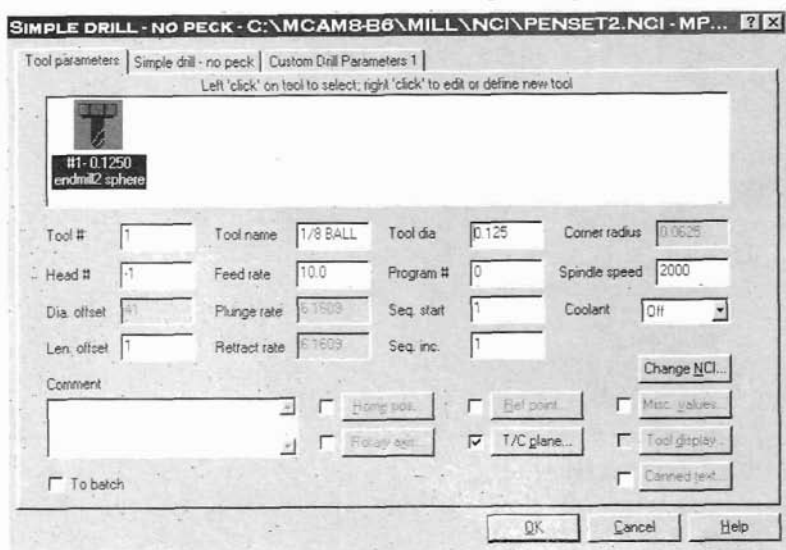 SIMPLE DRILL - NO PECK - C:\MCAM8-B6\MILL\NCI\PENSET2.NCI - MP...
Tool parameters Simple drill - no peck Custom Drill Parameters 1
Left 'click' on tool to select; right 'click' to edit or define new tool
#1- 0.1250
endmill2 sphere
Tool # 1 Tool name 1/8 BALL Tool dia 0.125 Corner radius 0.0625
Head # -1 Feed rate 10.0 Program # 0 Spindle speed 2000
Dia. offset 41 Plunge rate 6.1609 Seq. start 1 Coolant Off
Len. offset 1 Retract rate 6.1609 Seq. inc. 1
Change NCI...
Comment
Home pos... Ref point... Misc. values...
Rotary axis... T/C plane... Tool display...
Canned text...
To batch
OK Cancel Help